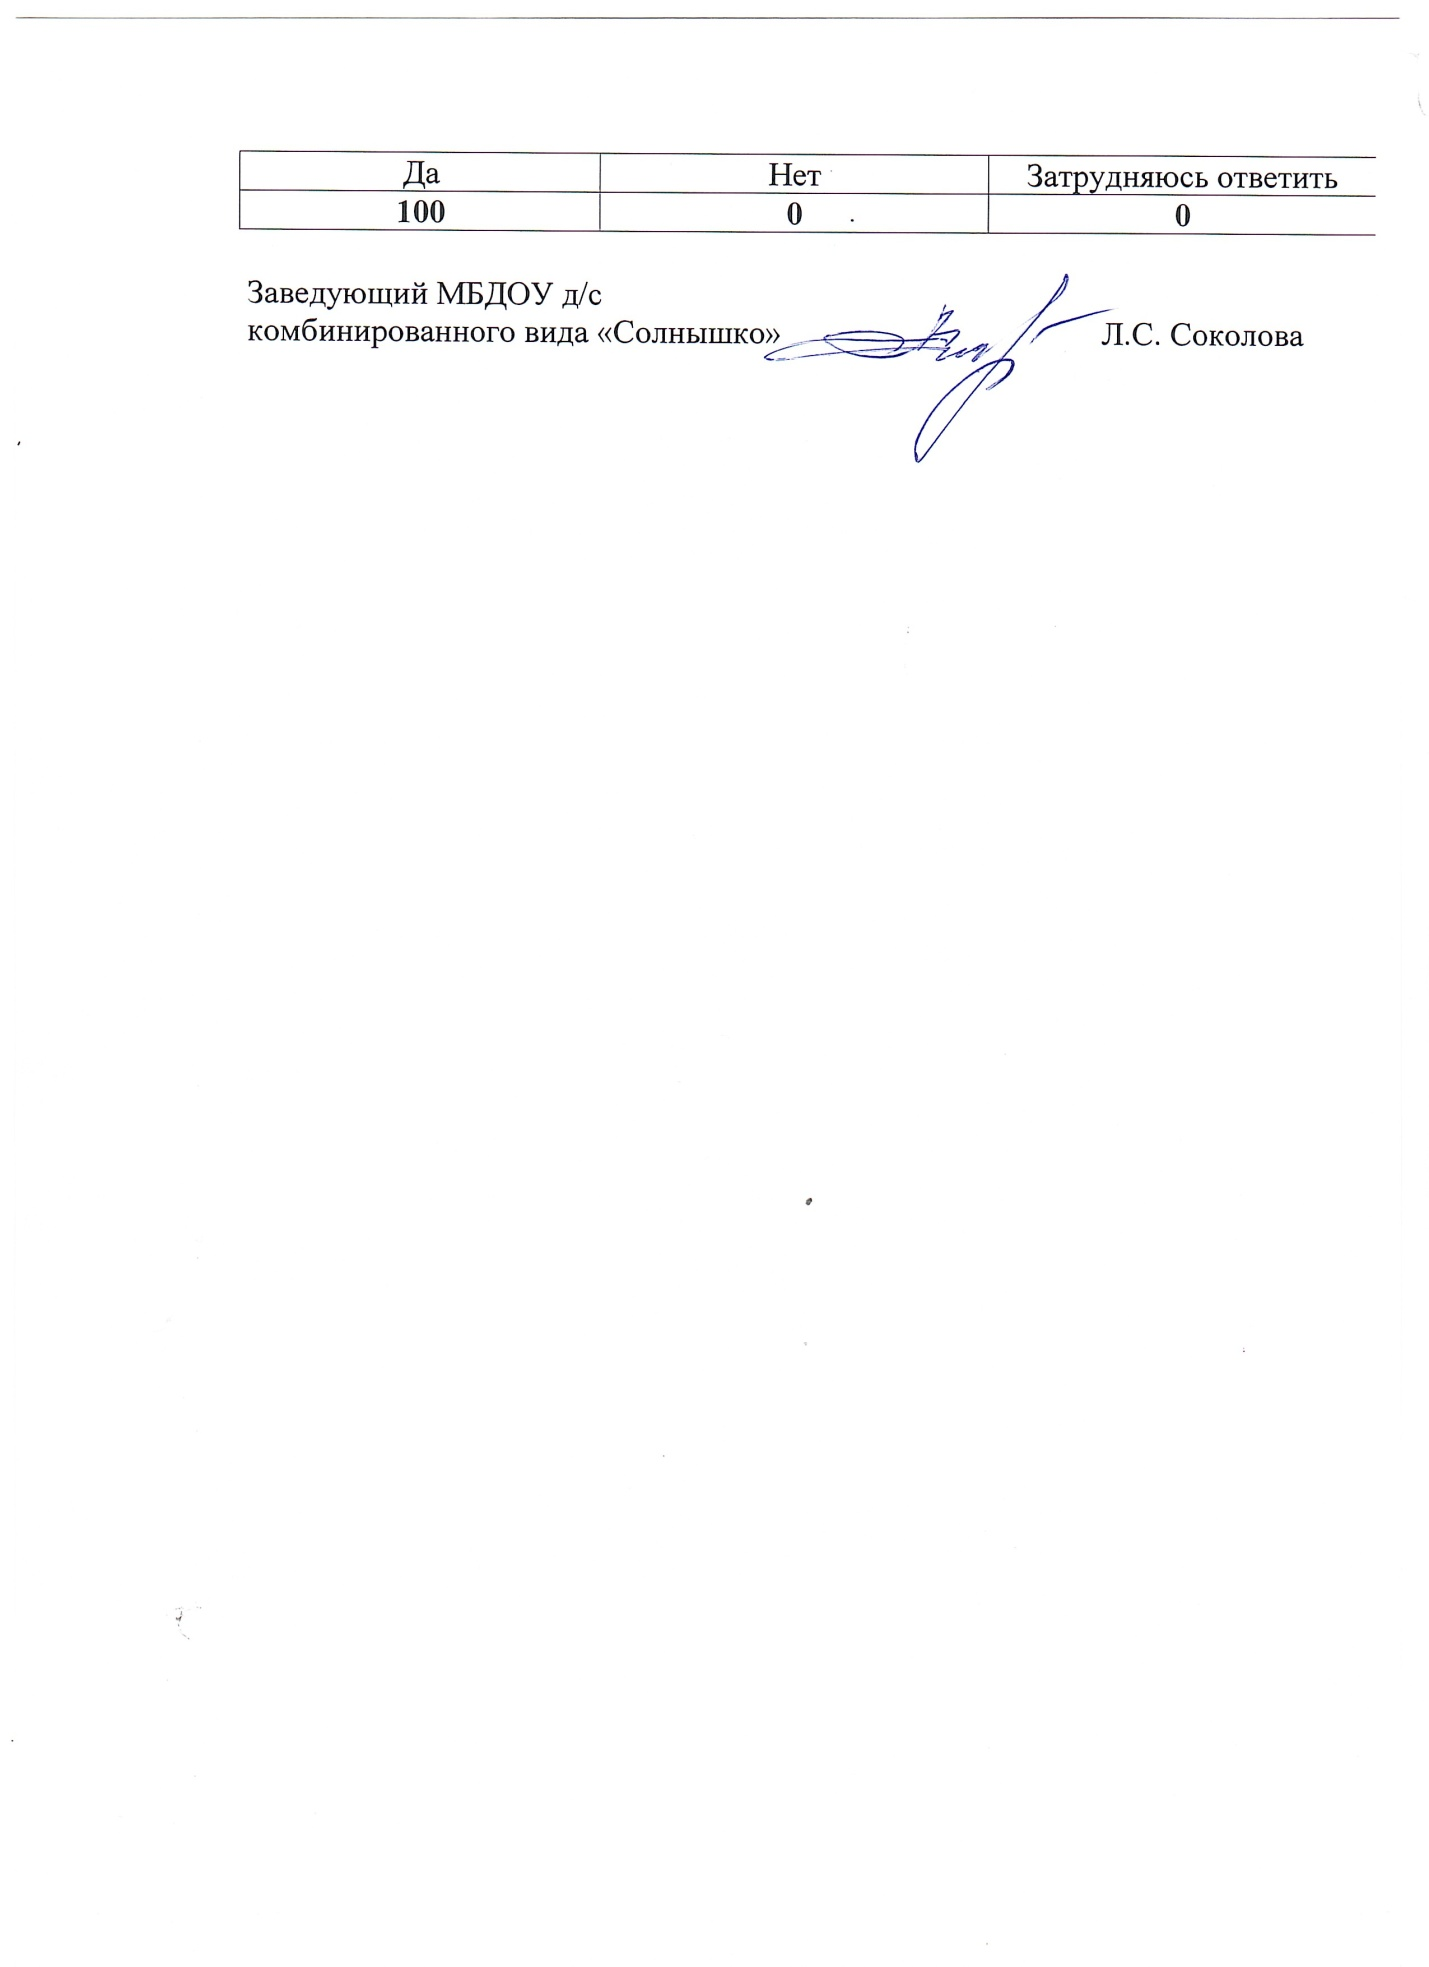 Да Нет Затрудняюсь ответить
100 0 0
Заведующий МБДОУ д/с
комбинированного вида «Солнышко» Л.С. Соколова